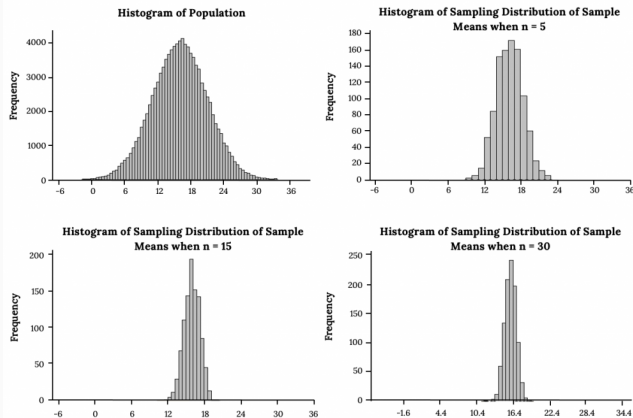 Histogram of Population
Frequency
4000
3000
2000
1000
0
-6 0 6 12 18 24 30 36
Histogram of Sampling Distribution of Sample
Means when n = 5
Frequency
180
160
140
120
100
80
60
40
20
0
-6 0 6 12 18 24 30 36
Histogram of Sampling Distribution of Sample
Means when n = 15
Frequency
200
150
100
50
0
-6 0 6 12 18 24 30 36
Histogram of Sampling Distribution of Sample
Means when n = 30
Frequency
250
200
150
100
50
0
-1.6 4.4 10.4 16.4 22.4 28.4 34.4